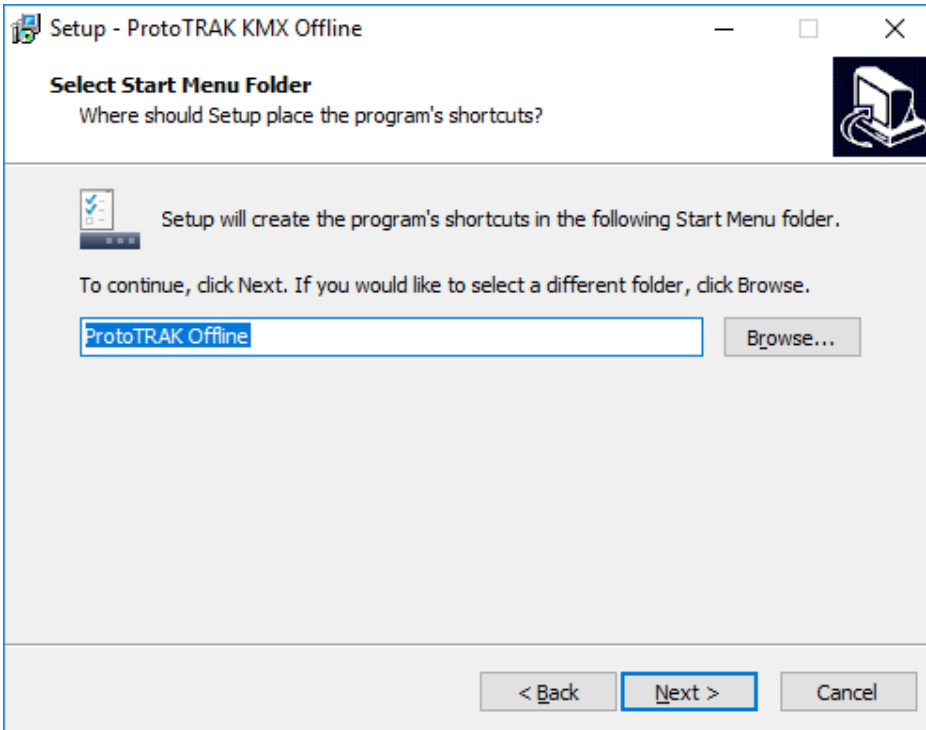 Setup - ProtoTRAK KMX Offline
Select Start Menu Folder
Where should Setup place the program's shortcuts?
Setup will create the program's shortcuts in the following Start Menu folder.
To continue, click Next. If you would like to select a different folder, click Browse.
ProtoTRAK Offline
Browse...
< Back
Next >
Cancel